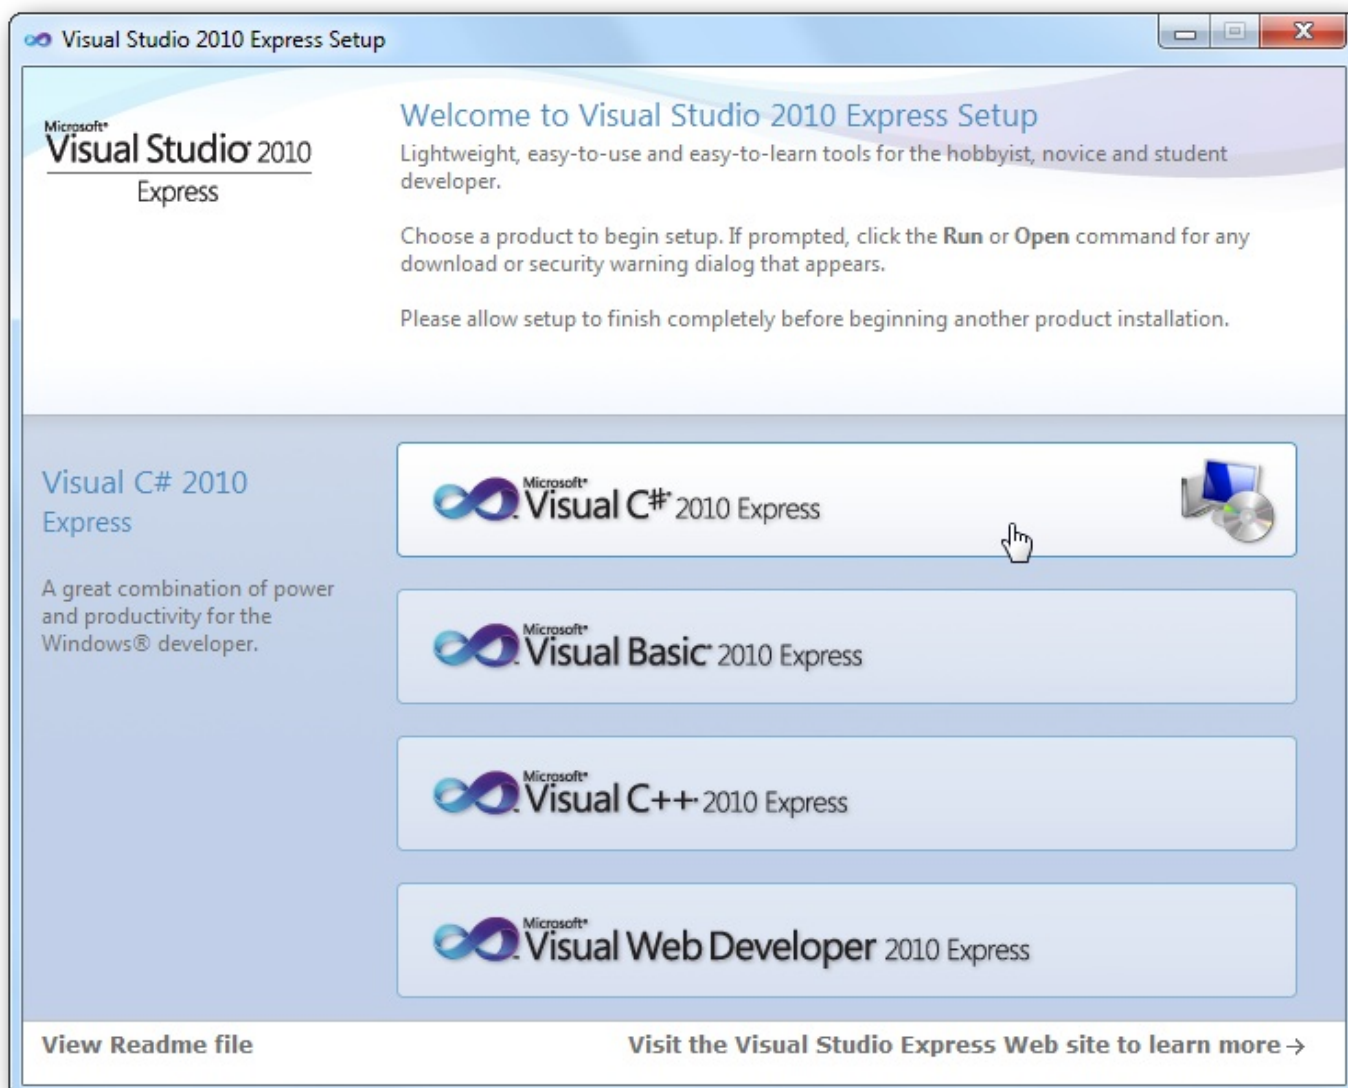 Visual Studio 2010 Express Setup
Microsoft®
Visual Studio® 2010
Express
Welcome to Visual Studio 2010 Express Setup
Lightweight, easy-to-use and easy-to-learn tools for the hobbyist, novice and student
developer.
Choose a product to begin setup. If prompted, click the Run or Open command for any
download or security warning dialog that appears.
Please allow setup to finish completely before beginning another product installation.
Visual C# 2010
Express
A great combination of power
and productivity for the
Windows® developer.
Microsoft®
Visual C#® 2010 Express
Microsoft®
Visual Basic® 2010 Express
Microsoft®
Visual C++® 2010 Express
Microsoft®
Visual Web Developer 2010 Express
View Readme file
Visit the Visual Studio Express Web site to learn more →